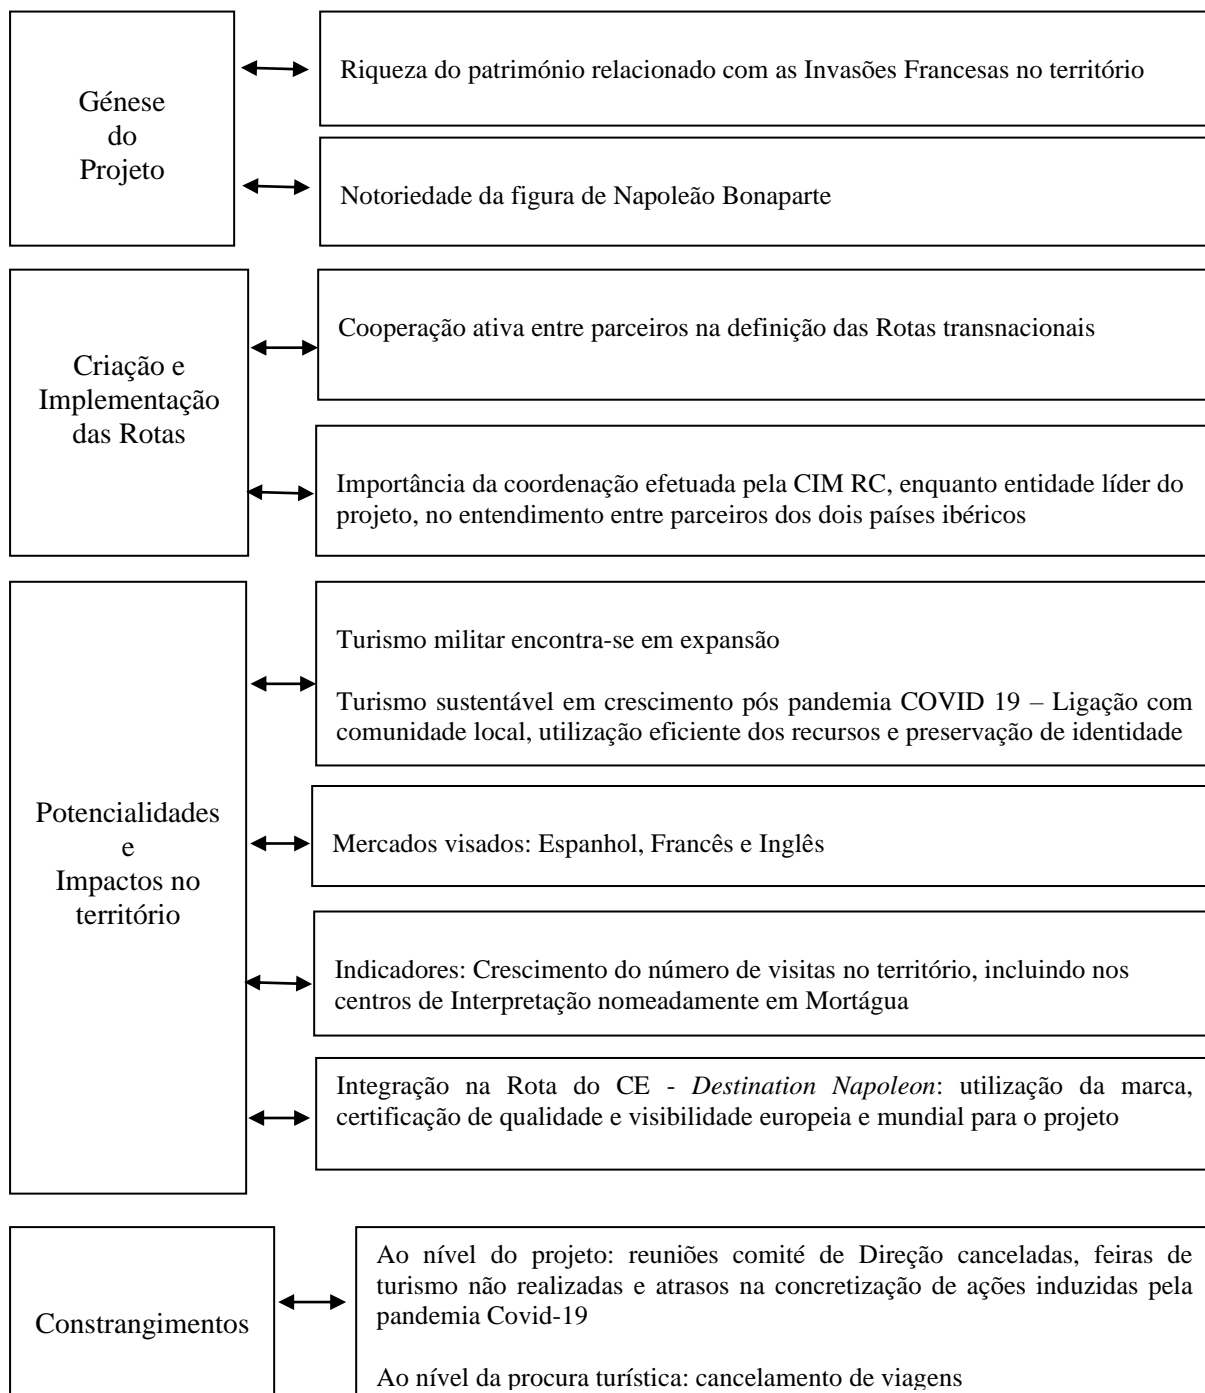 Génese
do
Projeto
Riqueza do património relacionado com as Invasões Francesas no território
Notoriedade da figura de Napoleão Bonaparte
Criação e
Implementação
das Rotas
Cooperação ativa entre parceiros na definição das Rotas transnacionais
Importância da coordenação efetuada pela CIM RC, enquanto entidade líder do
projeto, no entendimento entre parceiros dos dois países ibéricos
Potencialidades
e
Impactos no
território
Turismo militar encontra-se em expansão
Turismo sustentável em crescimento pós pandemia COVID 19 – Ligação com
comunidade local, utilização eficiente dos recursos e preservação de identidade
Mercados visados: Espanhol, Francês e Inglês
Indicadores: Crescimento do número de visitas no território, incluindo nos
centros de Interpretação nomeadamente em Mortágua
Integração na Rota do CE - Destination Napoleon: utilização da marca,
certificação de qualidade e visibilidade europeia e mundial para o projeto
Constrangimentos
Ao nível do projeto: reuniões comité de Direção canceladas, feiras de
turismo não realizadas e atrasos na concretização de ações induzidas pela
pandemia Covid-19
Ao nível da procura turística: cancelamento de viagens